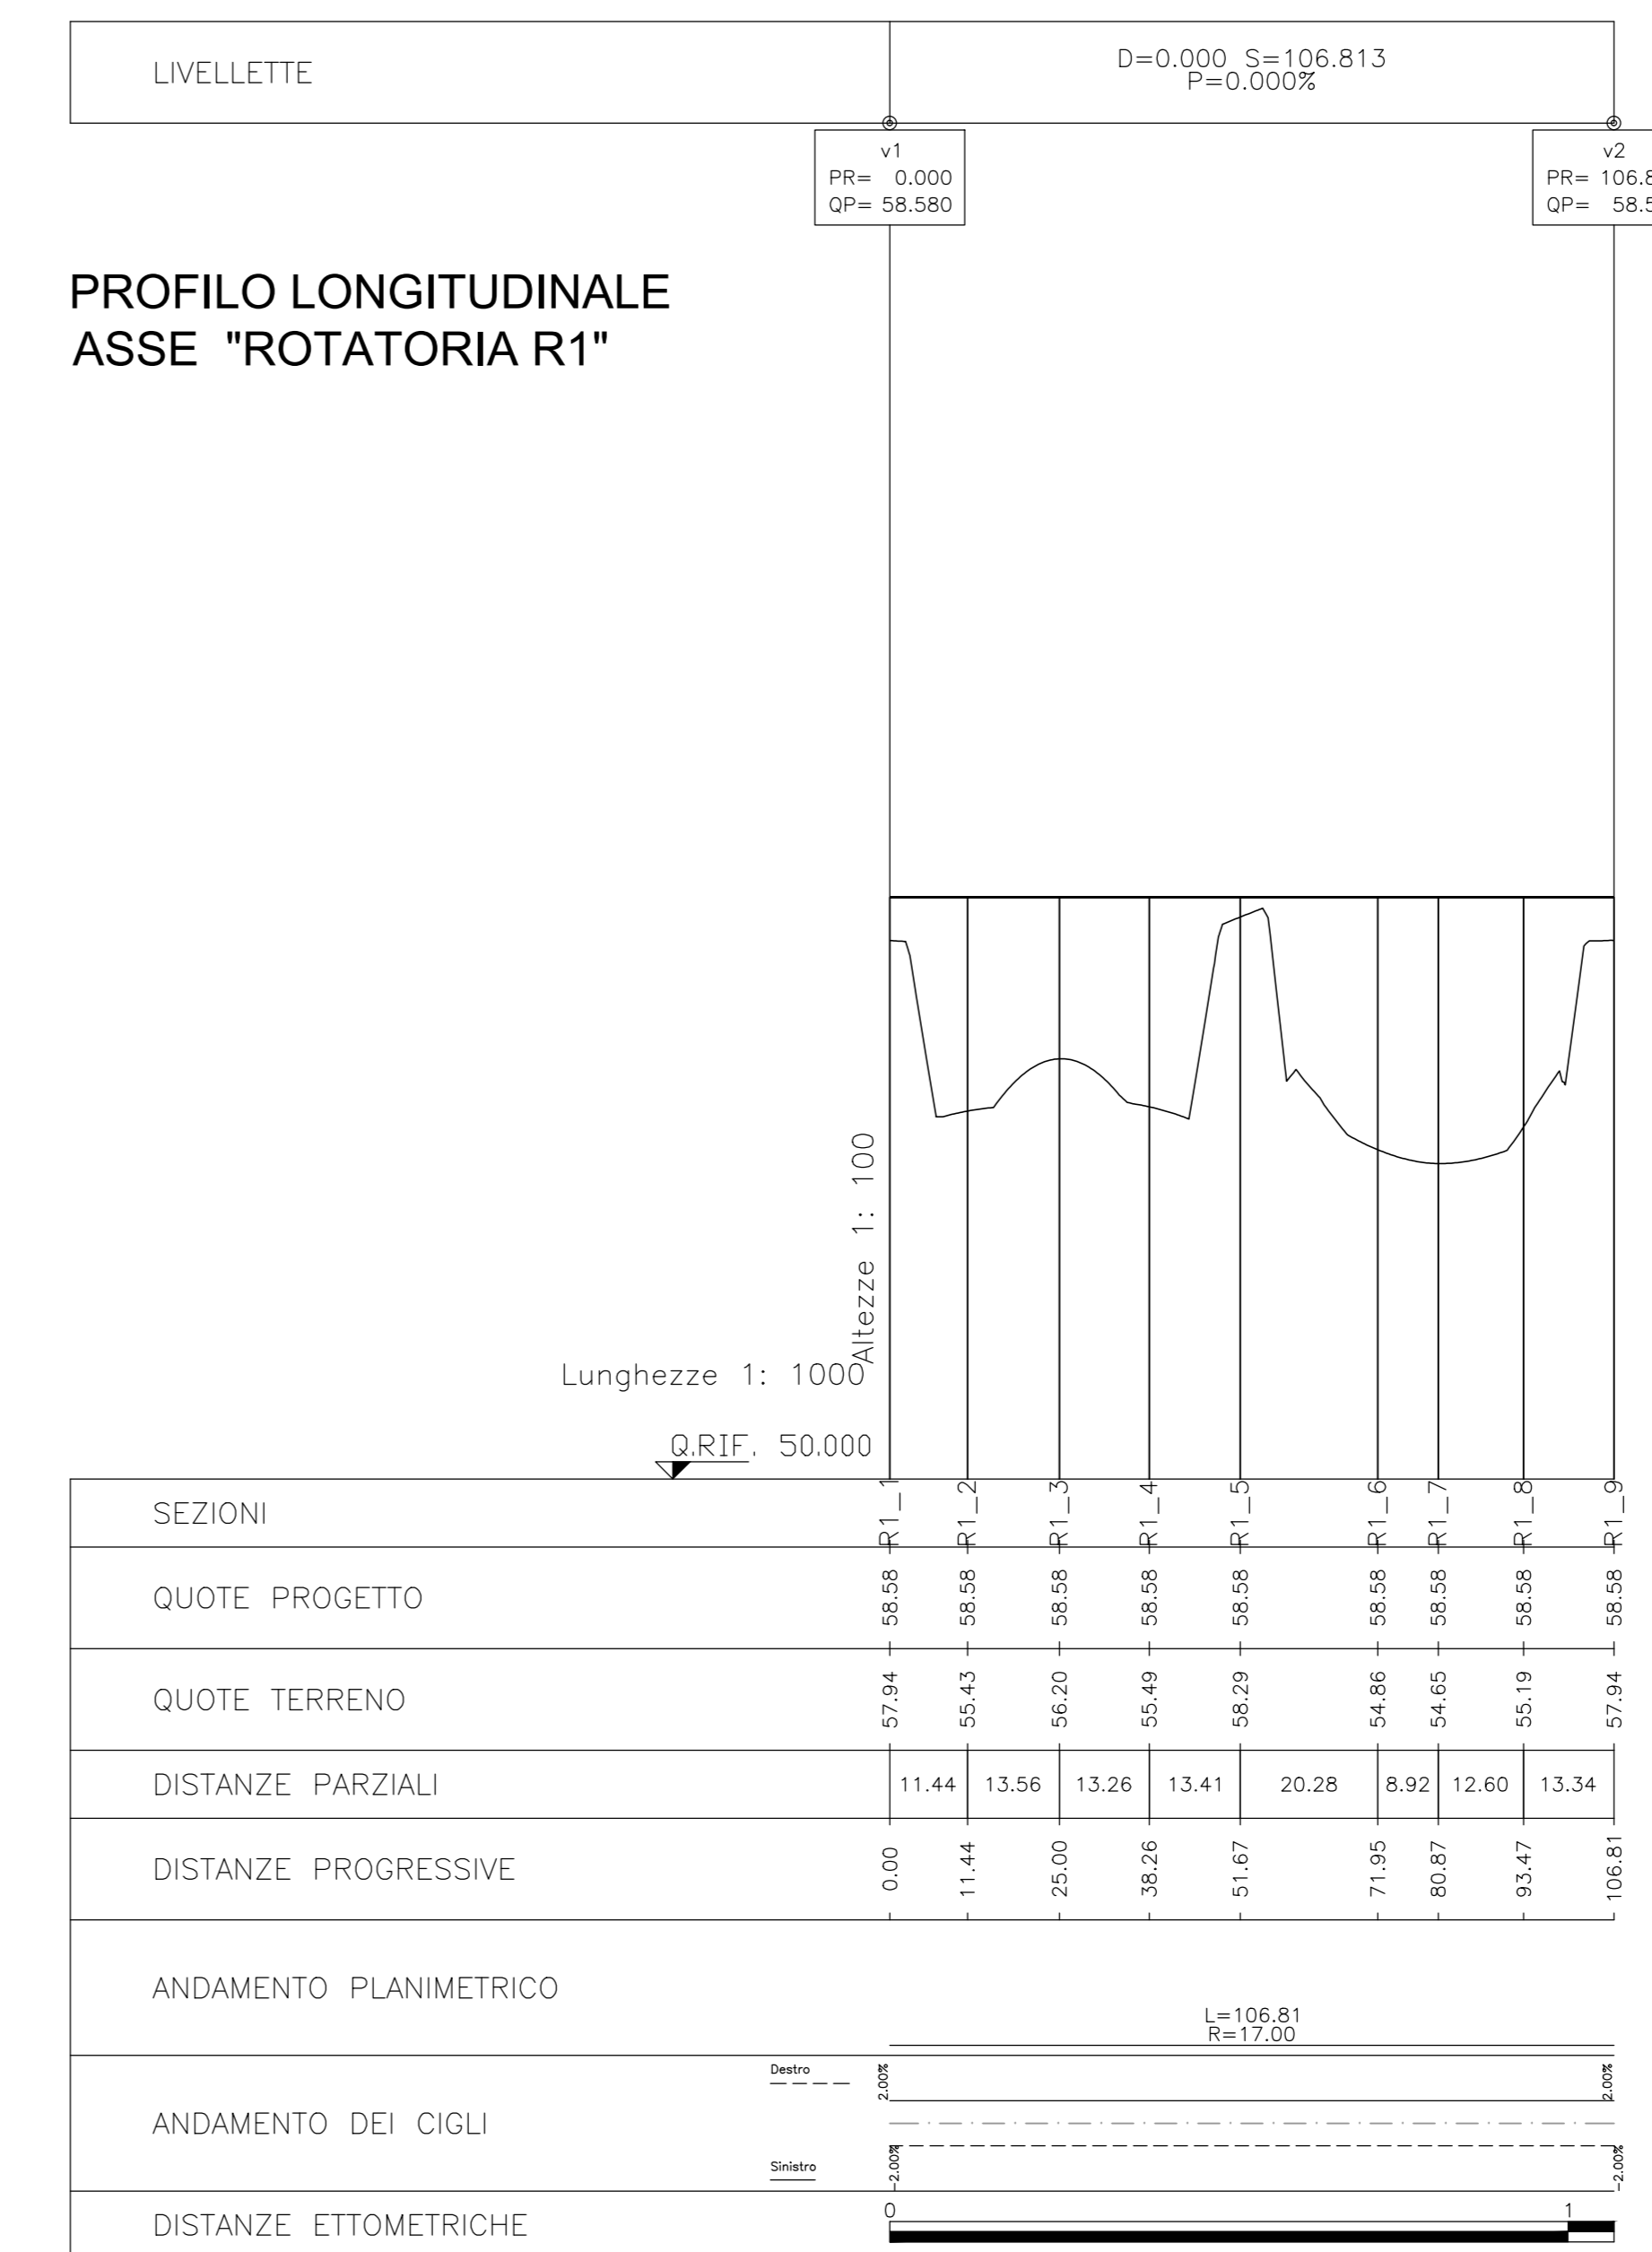 LIVELLETTE
D=0.000 S=106.813
P=0.000%
v1
PR= 0.000
QP= 58.580
v2
PR= 106.8
QP= 58.5
PROFILO LONGITUDINALE
ASSE "ROTATORIA R1"
Altezze 1: 100
Lunghezze 1: 1000
Q.RIF. 50.000
SEZIONI R1_1 R1_2 R1_3 R1_4 R1_5 R1_6 R1_7 R1_8 R1_9
QUOTE PROGETTO 58.58 58.58 58.58 58.58 58.58 58.58 58.58 58.58 58.58
QUOTE TERRENO 57.94 55.43 56.20 55.49 58.29 54.86 54.65 55.19 57.94
DISTANZE PARZIALI 11.44 13.56 13.26 13.41 20.28 8.92 12.60 13.34
DISTANZE PROGRESSIVE 0.00 11.44 25.00 38.26 51.67 71.95 80.87 93.47 106.81
ANDAMENTO PLANIMETRICO
L=106.81
R=17.00
Destro 2.00% 2.00%
ANDAMENTO DEI CIGLI
Sinistro -2.00% -2.00%
DISTANZE ETTOMETRICHE 0 1